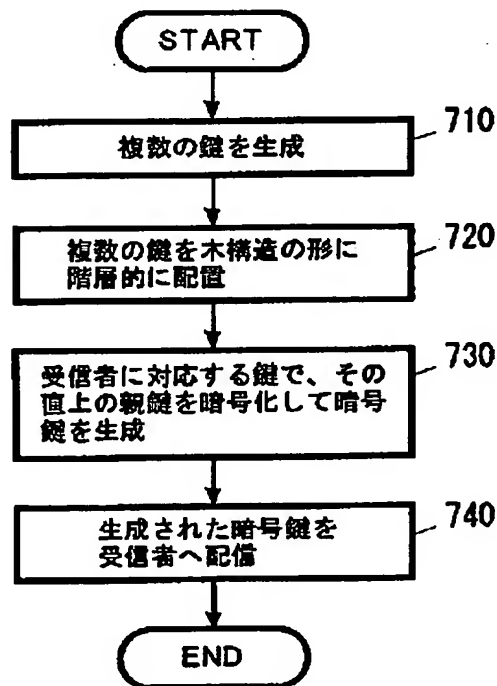 START
710
複数の鍵を生成
720
複数の鍵を木構造の形に
階層的に配置
730
受信者に対応する鍵で、その
直上の親鍵を暗号化して暗号
鍵を生成
740
生成された暗号鍵を
受信者へ配信
END